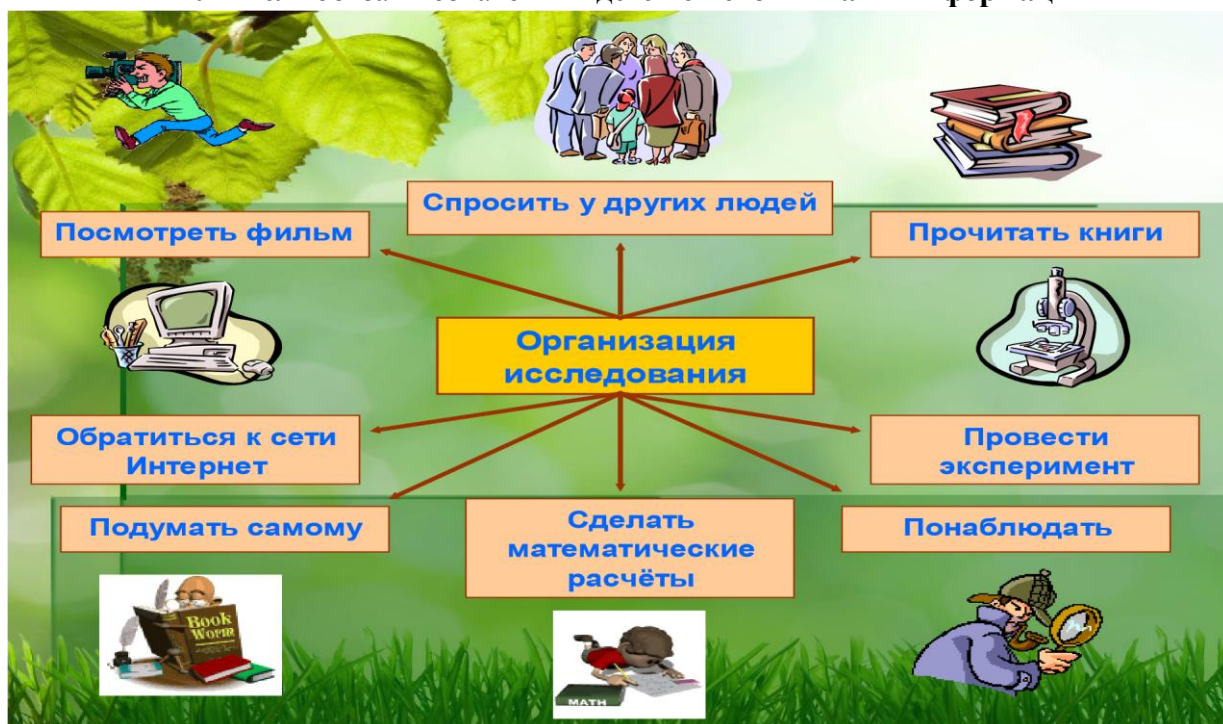 Спросить у других людей
Посмотреть фильм
Прочитать книги
Организация
исследования
Обратиться к сети
Интернет
Провести
эксперимент
Подумать самому
Сделать
математические
расчёты
Понаблюдать
Book
Worm
MATH